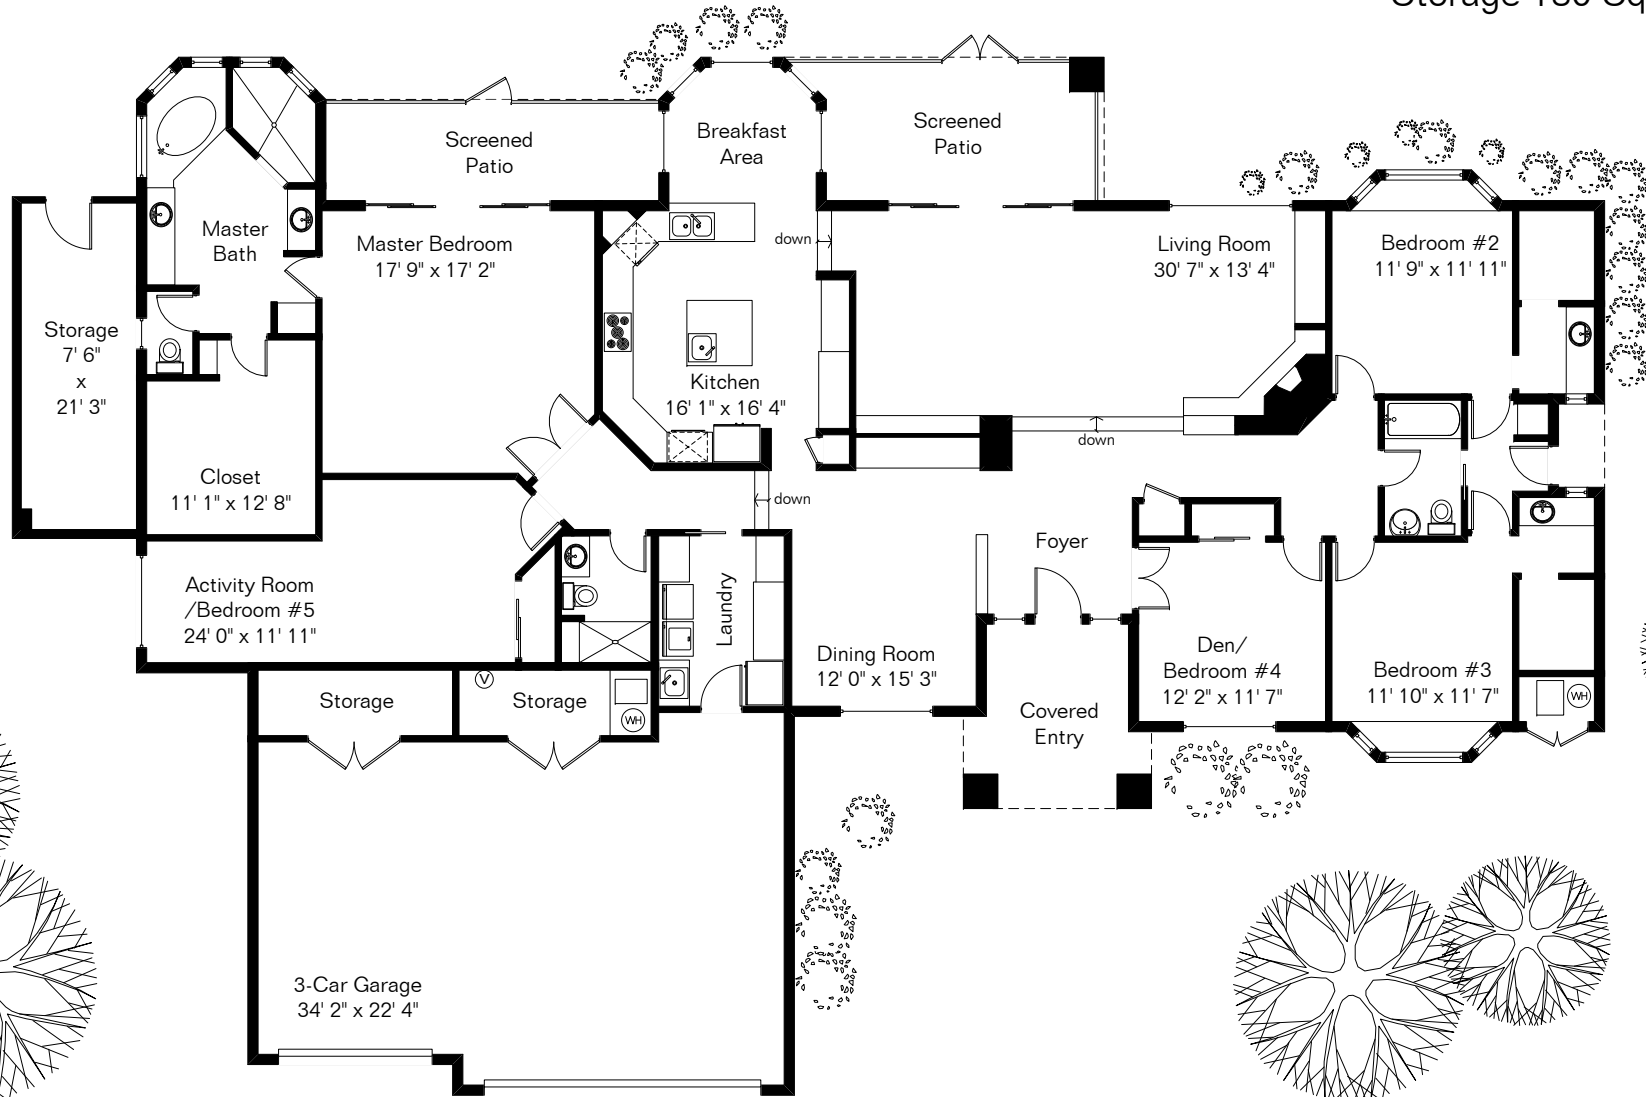 Screened
Patio
Breakfast
Area
Screened
Patio
Master
Bath
Master Bedroom
17' 9" x 17' 2"
down
Living Room
30' 7" x 13' 4"
Bedroom #2
11' 9" x 11' 11"
Storage
7' 6"
x
21' 3"
Kitchen
16' 1" x 16' 4"
down
Closet
11' 1" x 12' 8"
down
Foyer
Activity Room
/Bedroom #5
24' 0" x 11' 11"
Laundry
Dining Room
12' 0" x 15' 3"
Den/
Bedroom #4
12' 2" x 11' 7"
Bedroom #3
11' 10" x 11' 7"
WH
Storage
V
Storage
WH
Covered
Entry
3-Car Garage
34' 2" x 22' 4"